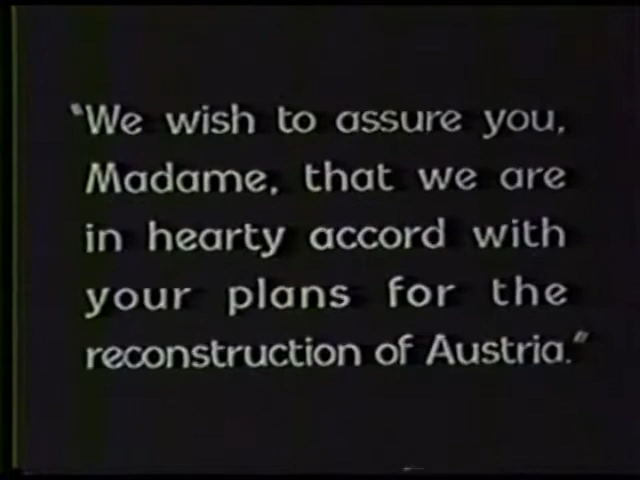 "We wish to assure you,
Madame, that we are
in hearty accord with
your plans for the
reconstruction of Austria."